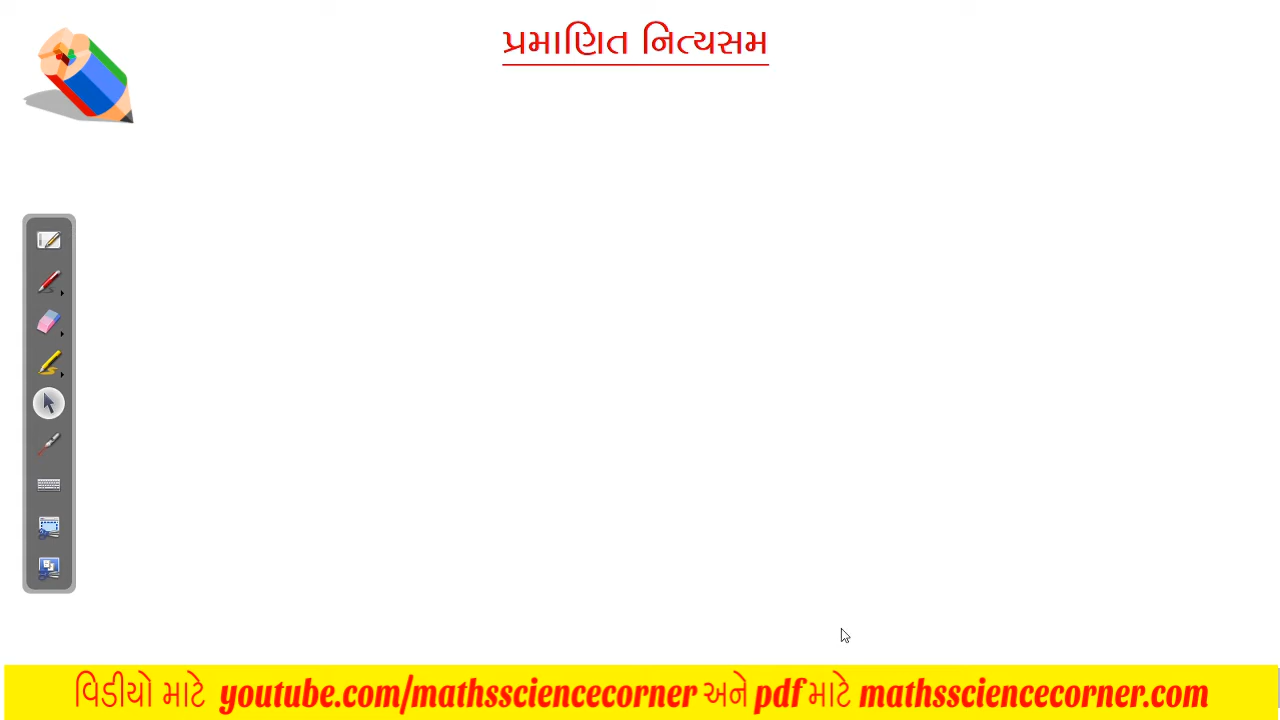 પ્રમાણિત નિત્યસમ
વિડીયો માટે youtube.com/mathssciencecorner અને pdf માટે mathssciencecorner.com